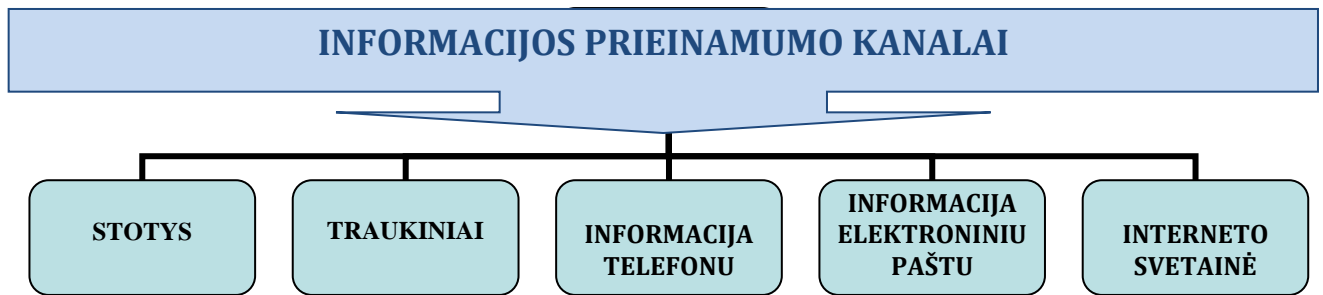 INFORMACIJOS PRIEINAMUMO KANALAI
STOTYS
TRAUKINIAI
INFORMACIJA
TELEFONU
INFORMACIJA
ELEKTRONINIU
PAŠTU
INTERNETO
SVETAINĖ